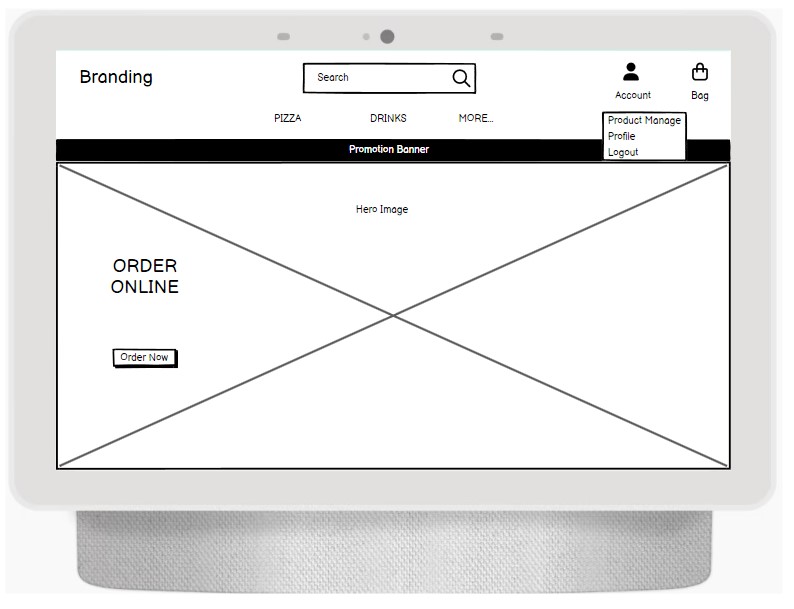 Branding
Search
Account
Bag
PIZZA
DRINKS
MORE...
Product Manage
Profile
Logout
Promotion Banner
Hero Image
ORDER
ONLINE
Order Now